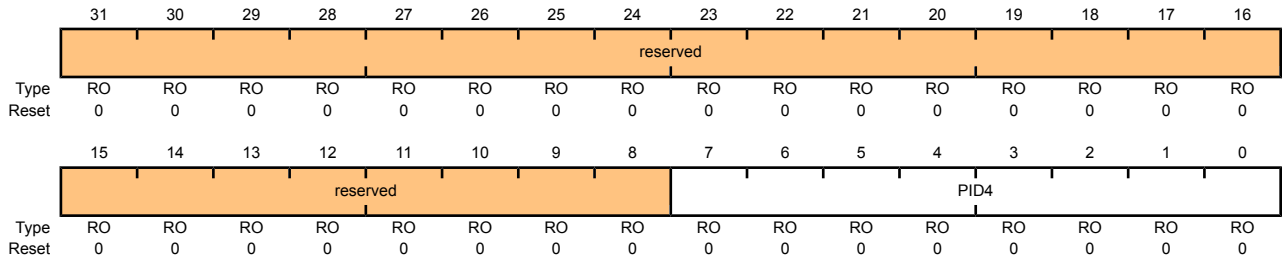 31 30 29 28 27 26 25 24 23 22 21 20 19 18 17 16
reserved
Type RO RO RO RO RO RO RO RO RO RO RO RO RO RO RO RO
Reset 0 0 0 0 0 0 0 0 0 0 0 0 0 0 0 0
15 14 13 12 11 10 9 8 7 6 5 4 3 2 1 0
reserved PID4
Type RO RO RO RO RO RO RO RO RO RO RO RO RO RO RO RO
Reset 0 0 0 0 0 0 0 0 0 0 0 0 0 0 0 0